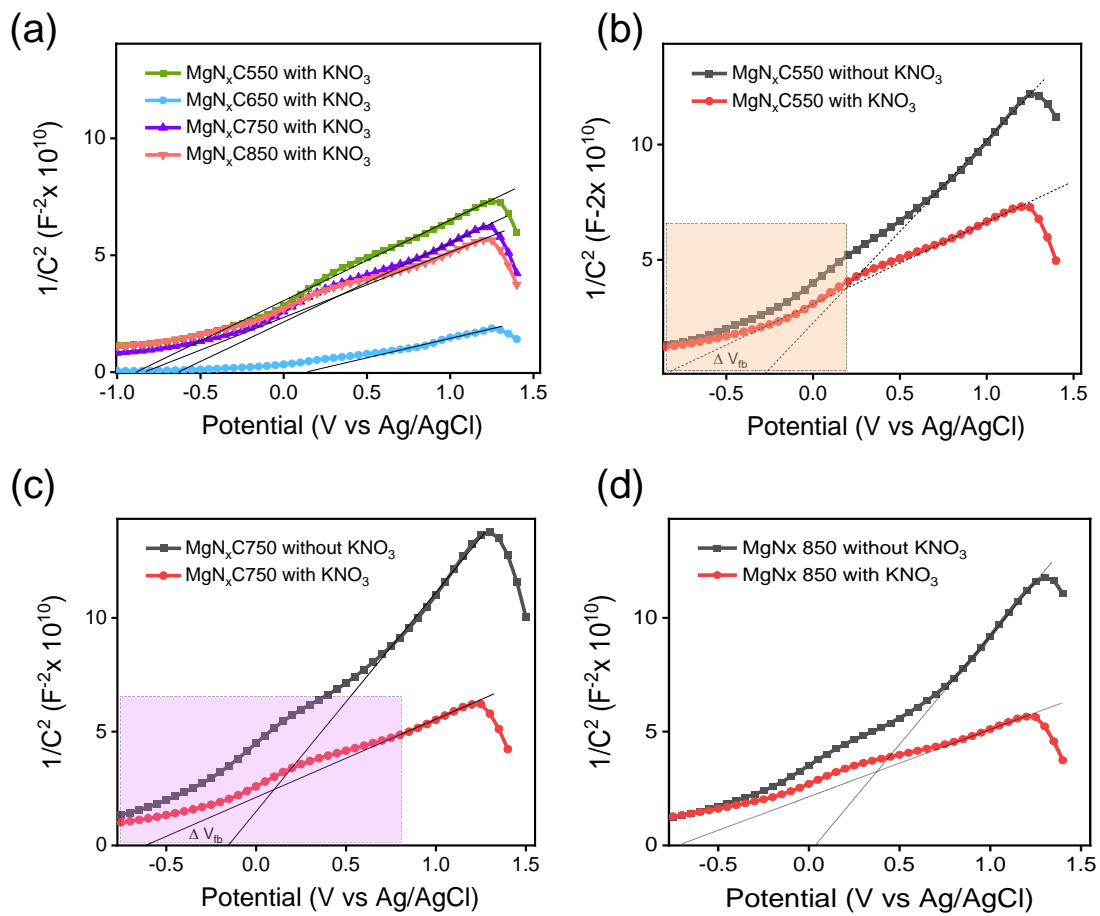 (a)
MgNₓC550 with KNO₃
MgNₓC650 with KNO₃
MgNₓC750 with KNO₃
MgNₓC850 with KNO₃
1/C² (F⁻²x 10¹⁰)
0
5
10
-1.0 -0.5 0.0 0.5 1.0 1.5
Potential (V vs Ag/AgCl)
(b)
MgNₓC550 without KNO₃
MgNₓC550 with KNO₃
1/C² (F-2x 10¹⁰)
5
10
Δ V_fb
-0.5 0.0 0.5 1.0
Potential (V vs Ag/AgCl)
(c)
MgNₓC750 without KNO₃
MgNₓC750 with KNO₃
1/C² (F⁻²x 10¹⁰)
0
5
10
Δ V_fb
-0.5 0.0 0.5 1.0 1.5
Potential (V vs Ag/AgCl)
(d)
MgNx 850 without KNO₃
MgNx 850 with KNO₃
1/C² (F⁻²x 10¹⁰)
0
5
10
-0.5 0.0 0.5 1.0 1.5
Potential (V vs Ag/AgCl)